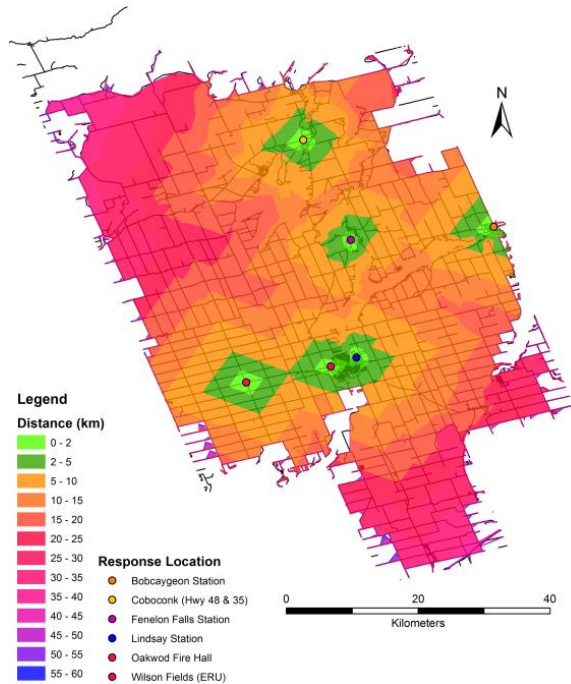 N
Legend
Distance (km)
0 - 2
2 - 5
5 - 10
10 - 15
15 - 20
20 - 25
25 - 30
30 - 35
35 - 40
40 - 45
45 - 50
50 - 55
55 - 60
Response Location
Bobcaygeon Station
Coboconk (Hwy 48 & 35)
Fenelon Falls Station
Lindsay Station
Oakwod Fire Hall
Wilson Fields (ERU)
0 20 40
Kilometers